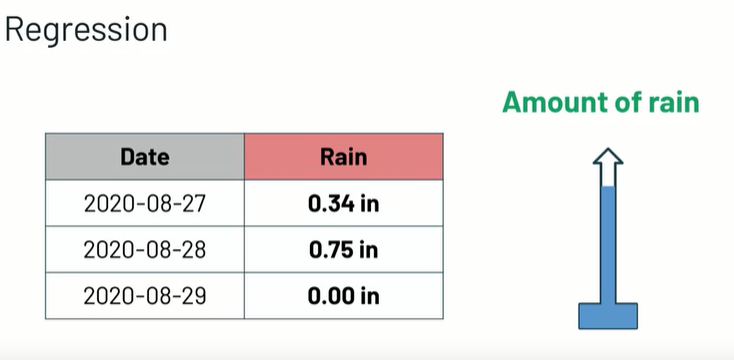 Regression
Amount of rain
Date Rain
2020-08-27 0.34 in
2020-08-28 0.75 in
2020-08-29 0.00 in